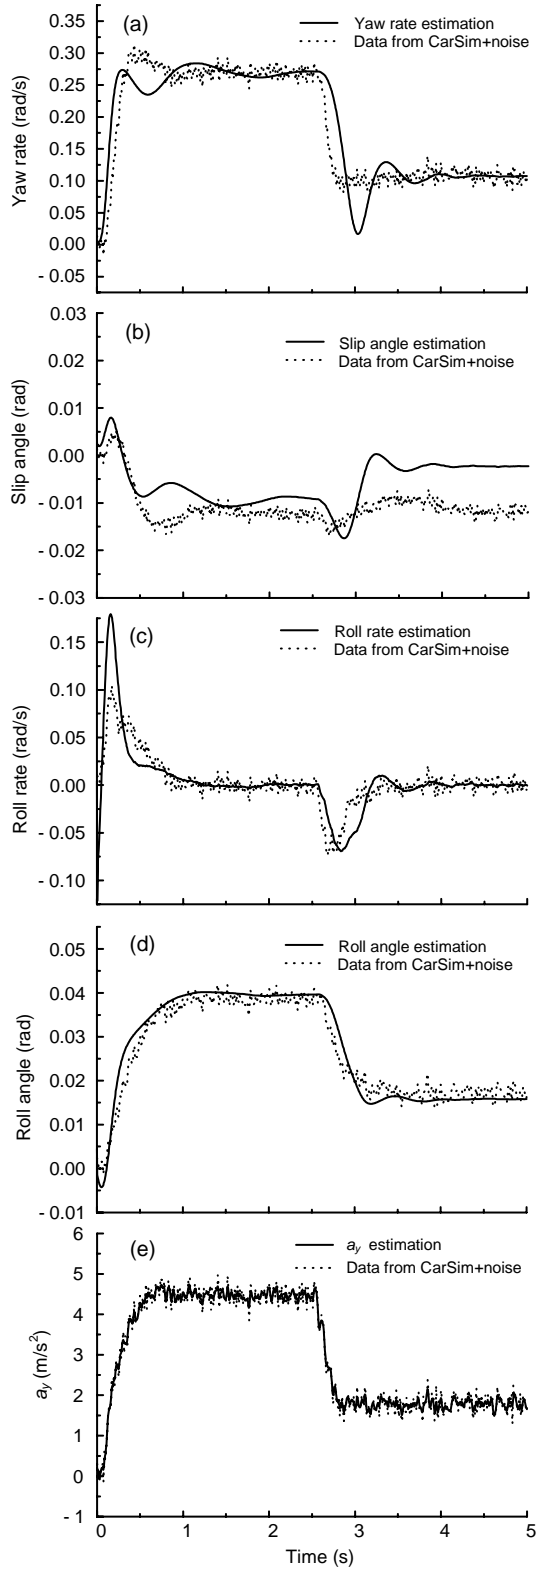 (a)
Yaw rate estimation
Data from CarSim+noise
0.35
0.30
0.25
0.20
0.15
0.10
0.05
0.00
- 0.05
Yaw rate (rad/s)
(b)
Slip angle estimation
Data from CarSim+noise
0.03
0.02
0.01
0.00
- 0.01
- 0.02
- 0.03
Slip angle (rad)
(c)
Roll rate estimation
Data from CarSim+noise
0.15
0.10
0.05
0.00
- 0.05
- 0.10
Roll rate (rad/s)
(d)
Roll angle estimation
Data from CarSim+noise
0.05
0.04
0.03
0.02
0.01
0.00
- 0.01
Roll angle (rad)
(e)
a_y estimation
Data from CarSim+noise
6
5
4
3
2
1
0
- 1
a_y (m/s²)
0 1 2 3 4 5
Time (s)